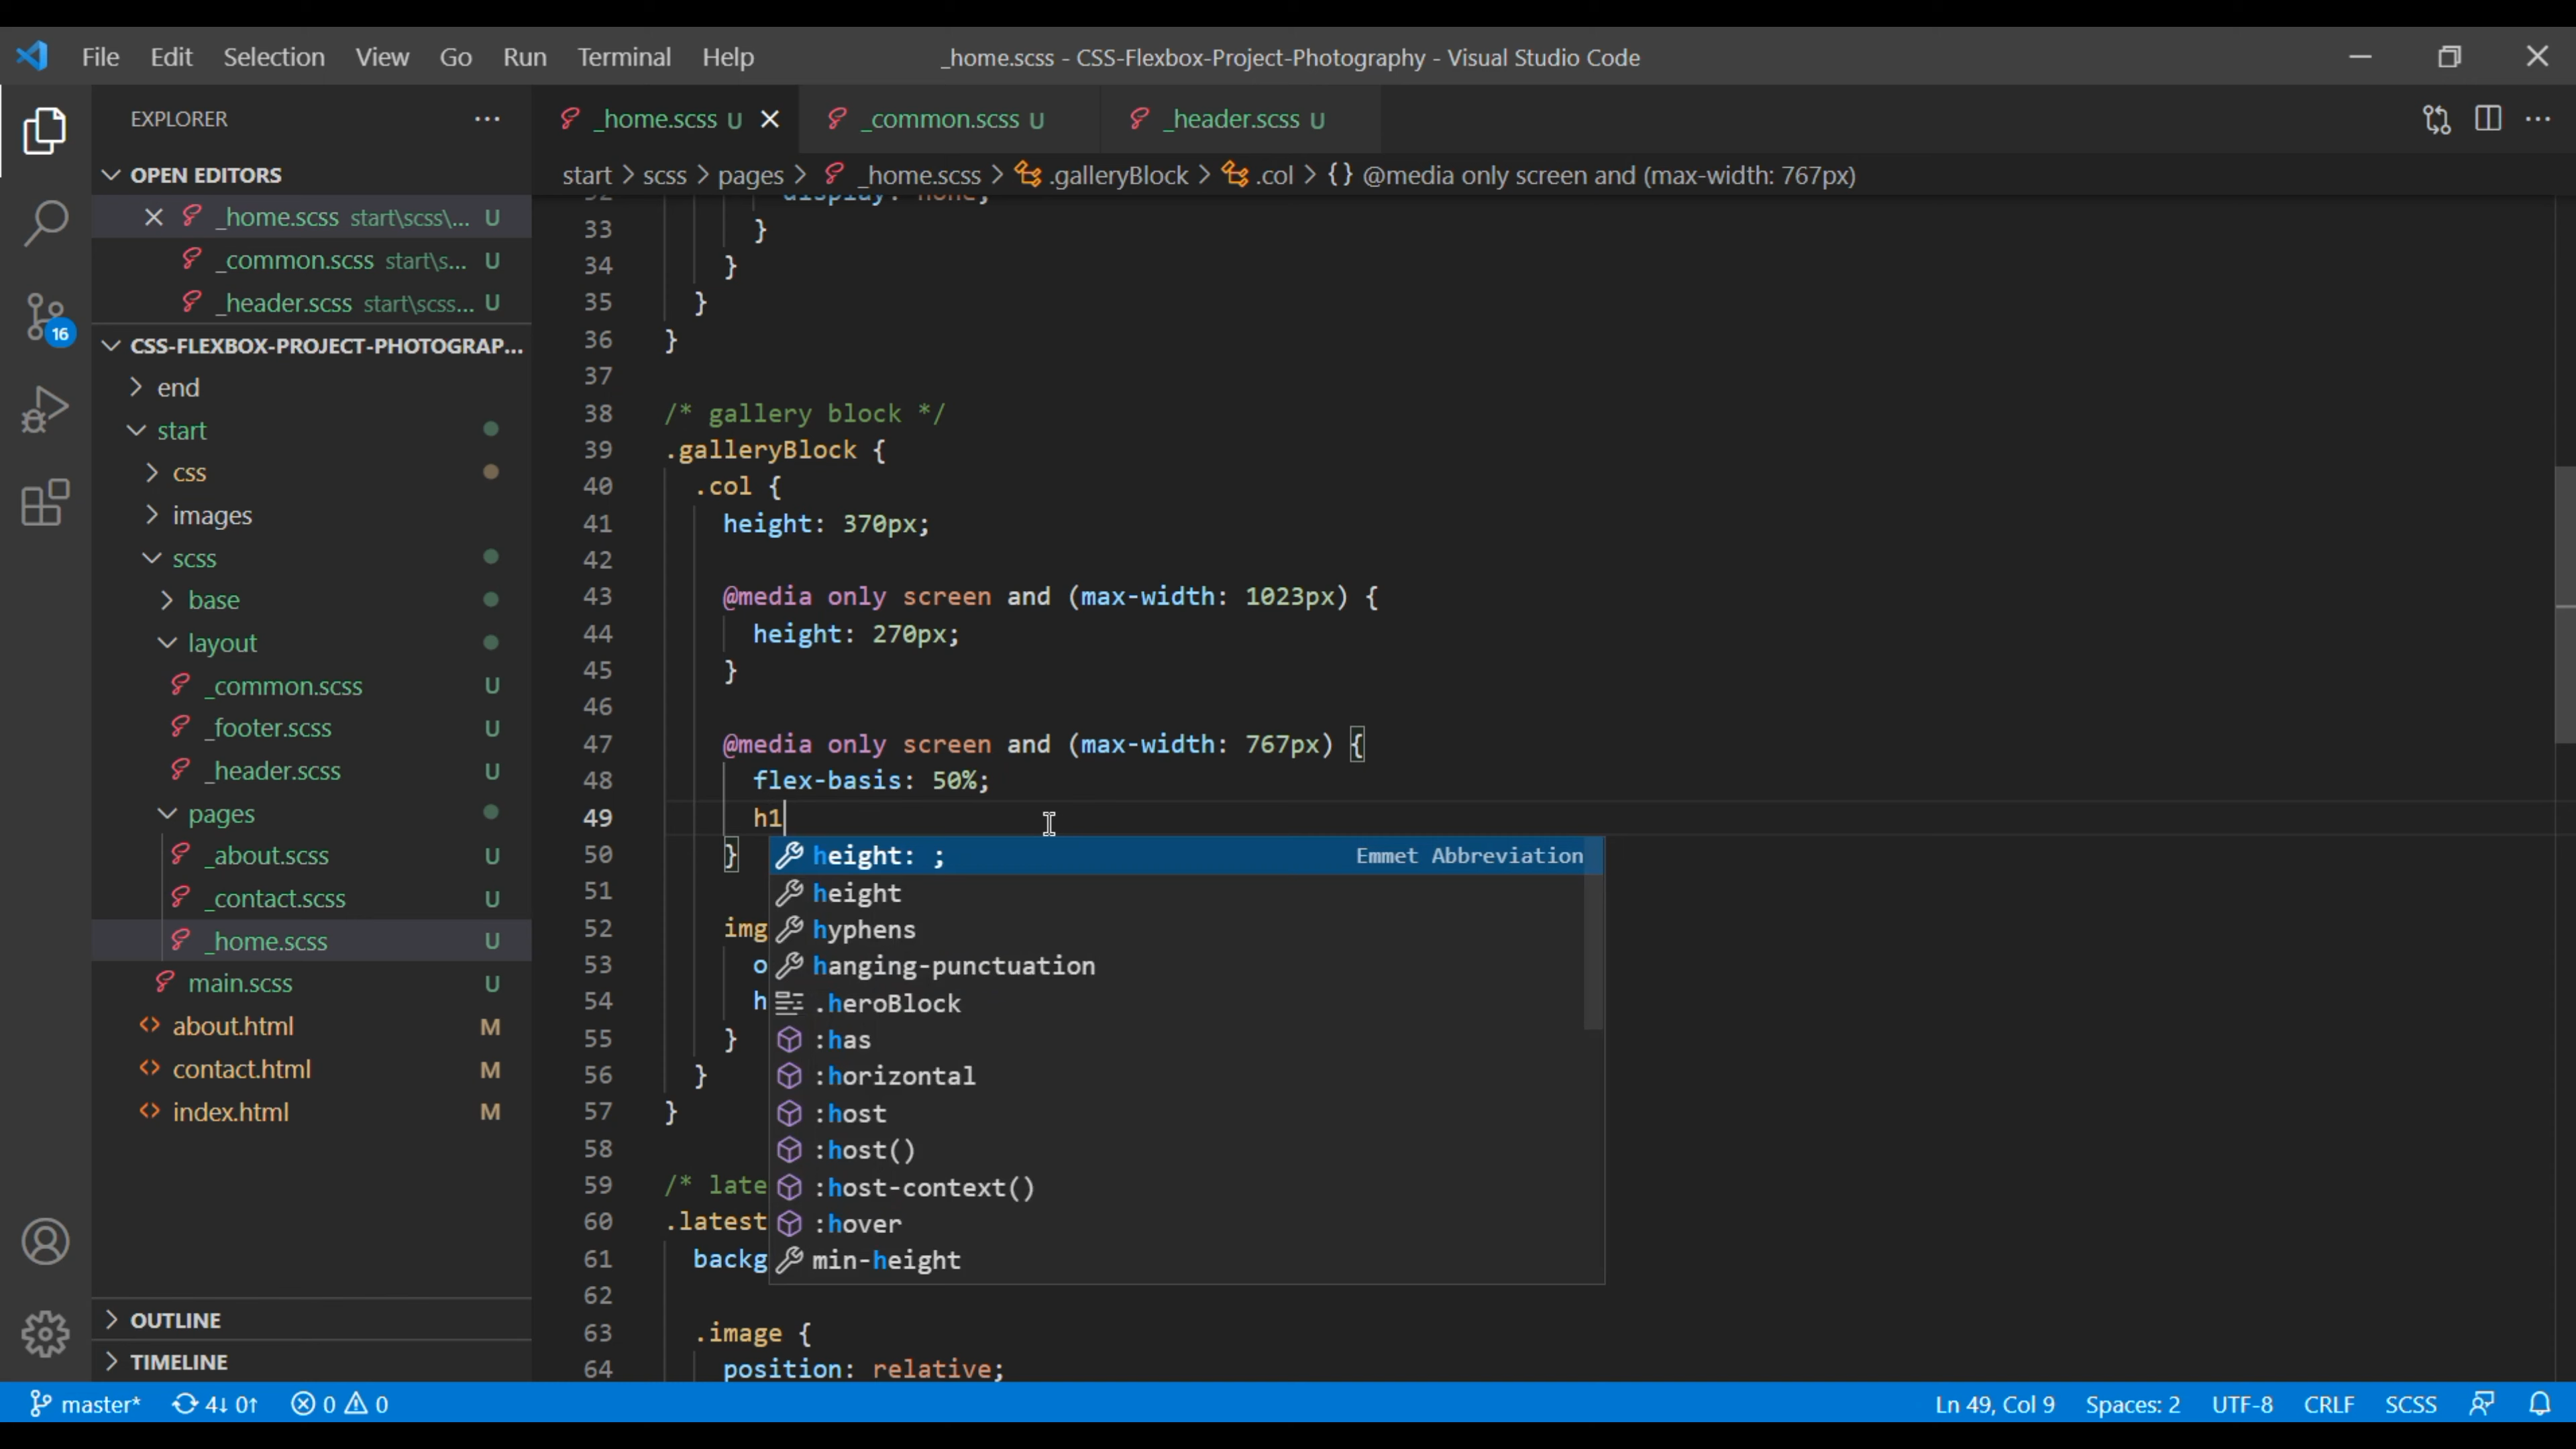 File Edit Selection View Go Run Terminal Help
_home.scss - CSS-Flexbox-Project-Photography - Visual Studio Code
EXPLORER
_home.scss U
_common.scss U
_header.scss U
OPEN EDITORS
start > scss > pages > _home.scss > .galleryBlock > .col > {} @media only screen and (max-width: 767px)
_home.scss start\scss\... U
_common.scss start\s... U
_header.scss start\scss... U
CSS-FLEXBOX-PROJECT-PHOTOGRAP...
end
start
css
images
scss
base
layout
_common.scss U
_footer.scss U
_header.scss U
pages
_about.scss U
_contact.scss U
_home.scss U
main.scss U
about.html M
contact.html M
index.html M
OUTLINE
TIMELINE
16
32 display: none;
33 }
34 }
35 }
36 }
37
38 /* gallery block */
39 .galleryBlock {
40 .col {
41 height: 370px;
42
43 @media only screen and (max-width: 1023px) {
44 height: 270px;
45 }
46
47 @media only screen and (max-width: 767px) {
48 flex-basis: 50%;
49 h1
50 }
51
52 img
53 o
54 h
55 }
56 }
57 }
58
59 /* late
60 .latest
61 backg
62
63 .image {
64 position: relative;
height: ; Emmet Abbreviation
height
hyphens
hanging-punctuation
.heroBlock
:has
:horizontal
:host
:host()
:host-context()
:hover
min-height
master* 4↓ 0↑ 0 0
Ln 49, Col 9 Spaces: 2 UTF-8 CRLF SCSS